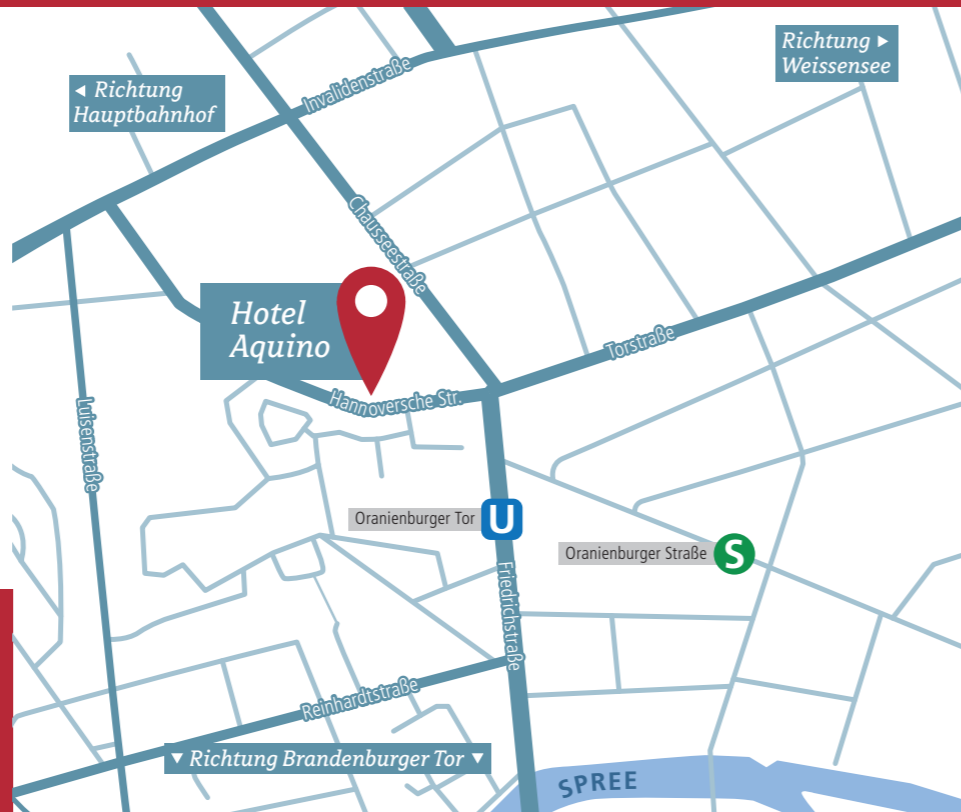 Richtung ▶
Weissensee
Invalidenstraße
◀ Richtung
Hauptbahnhof
Chausseestraße
Hotel
Aquino
Torstraße
Hannoversche Str.
Luisenstraße
Oranienburger Tor U
Oranienburger Straße S
Friedrichstraße
Reinhardtstraße
▼ Richtung Brandenburger Tor ▼
SPREE